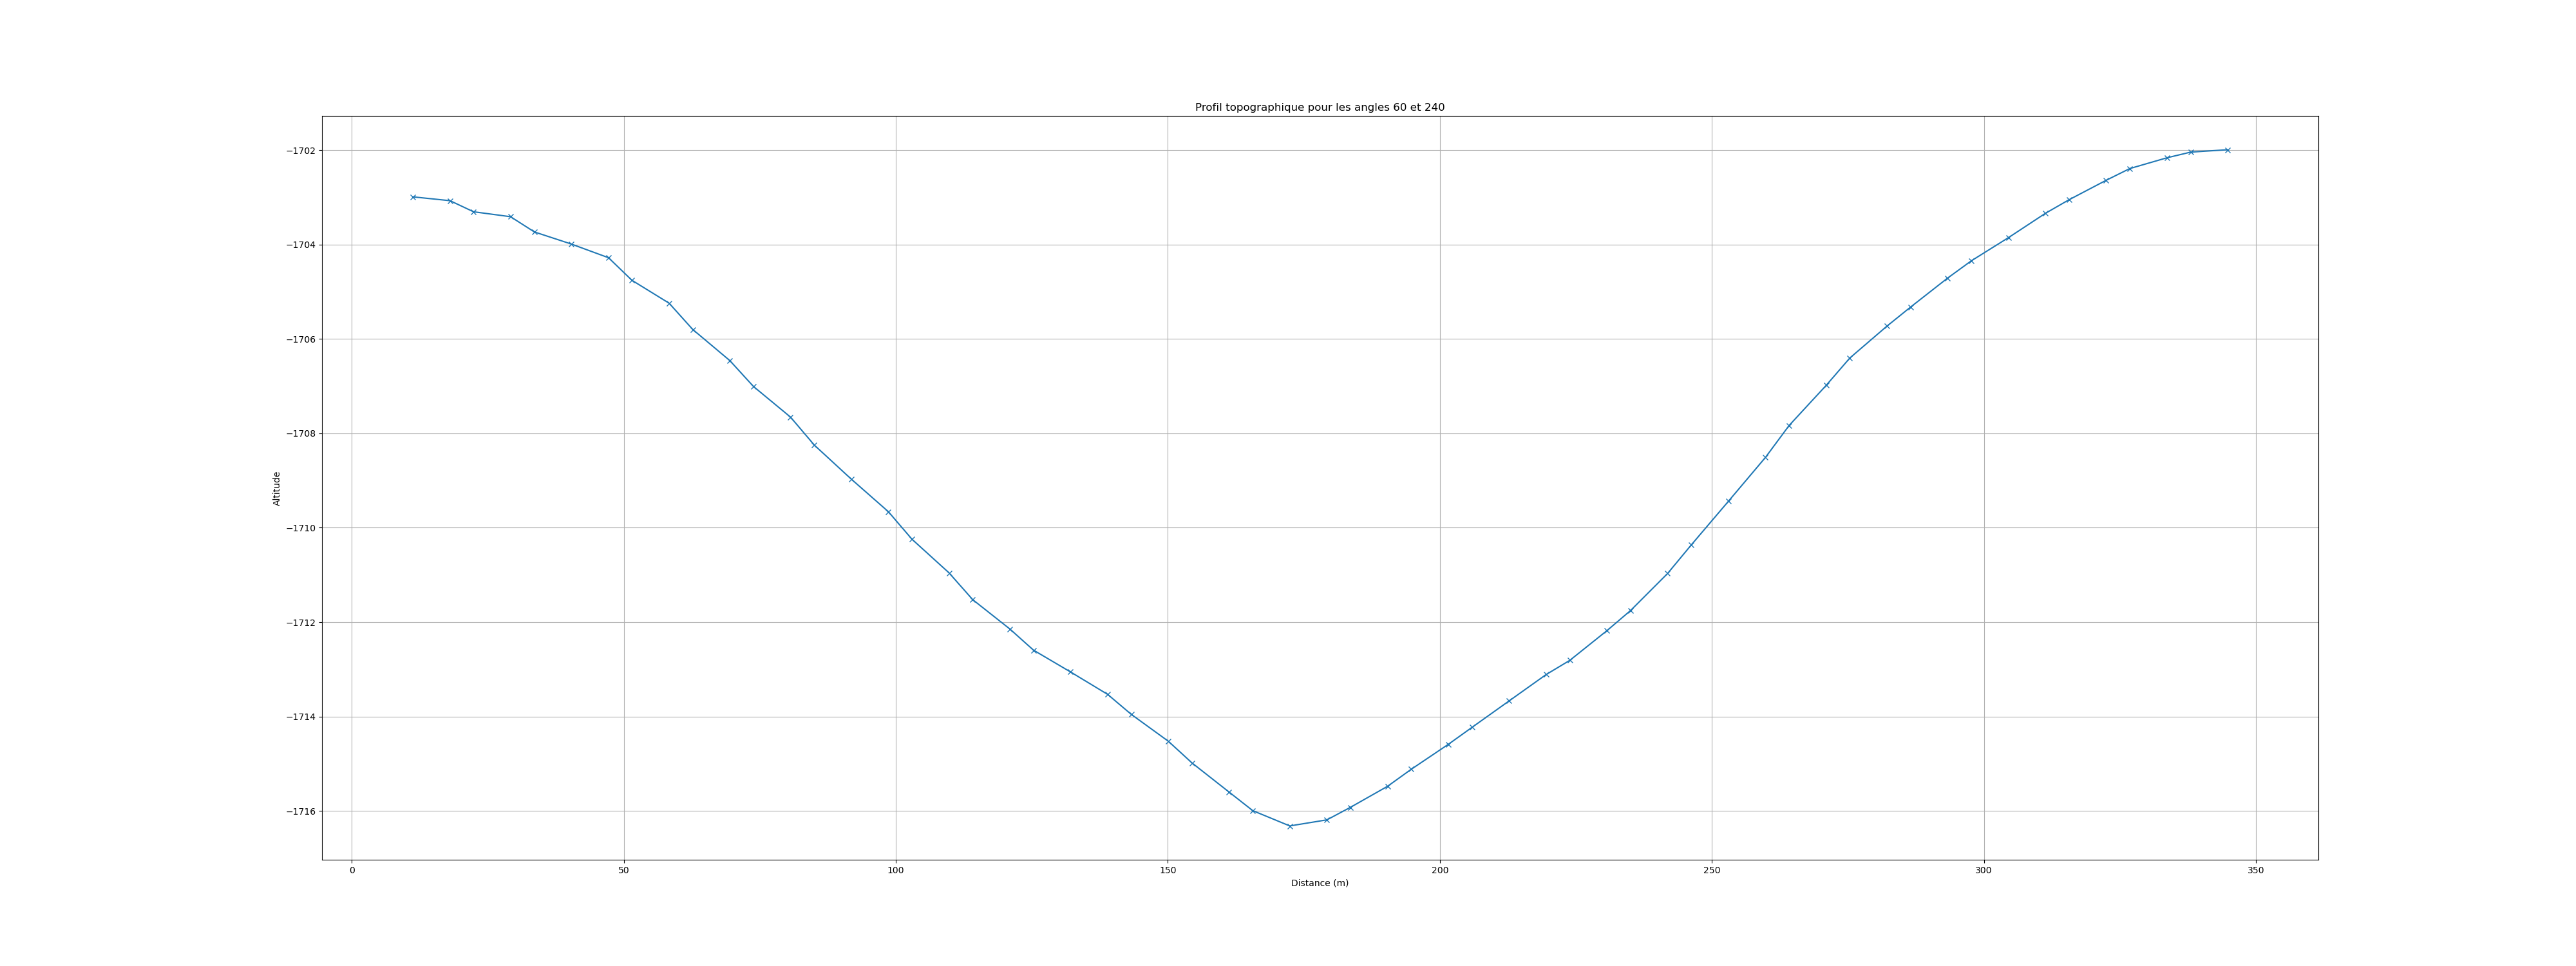 Profil topographique pour les angles 60 et 240
−1702
−1704
−1706
−1708
−1710
−1712
−1714
−1716
Altitude
0 50 100 150 200 250 300 350
Distance (m)